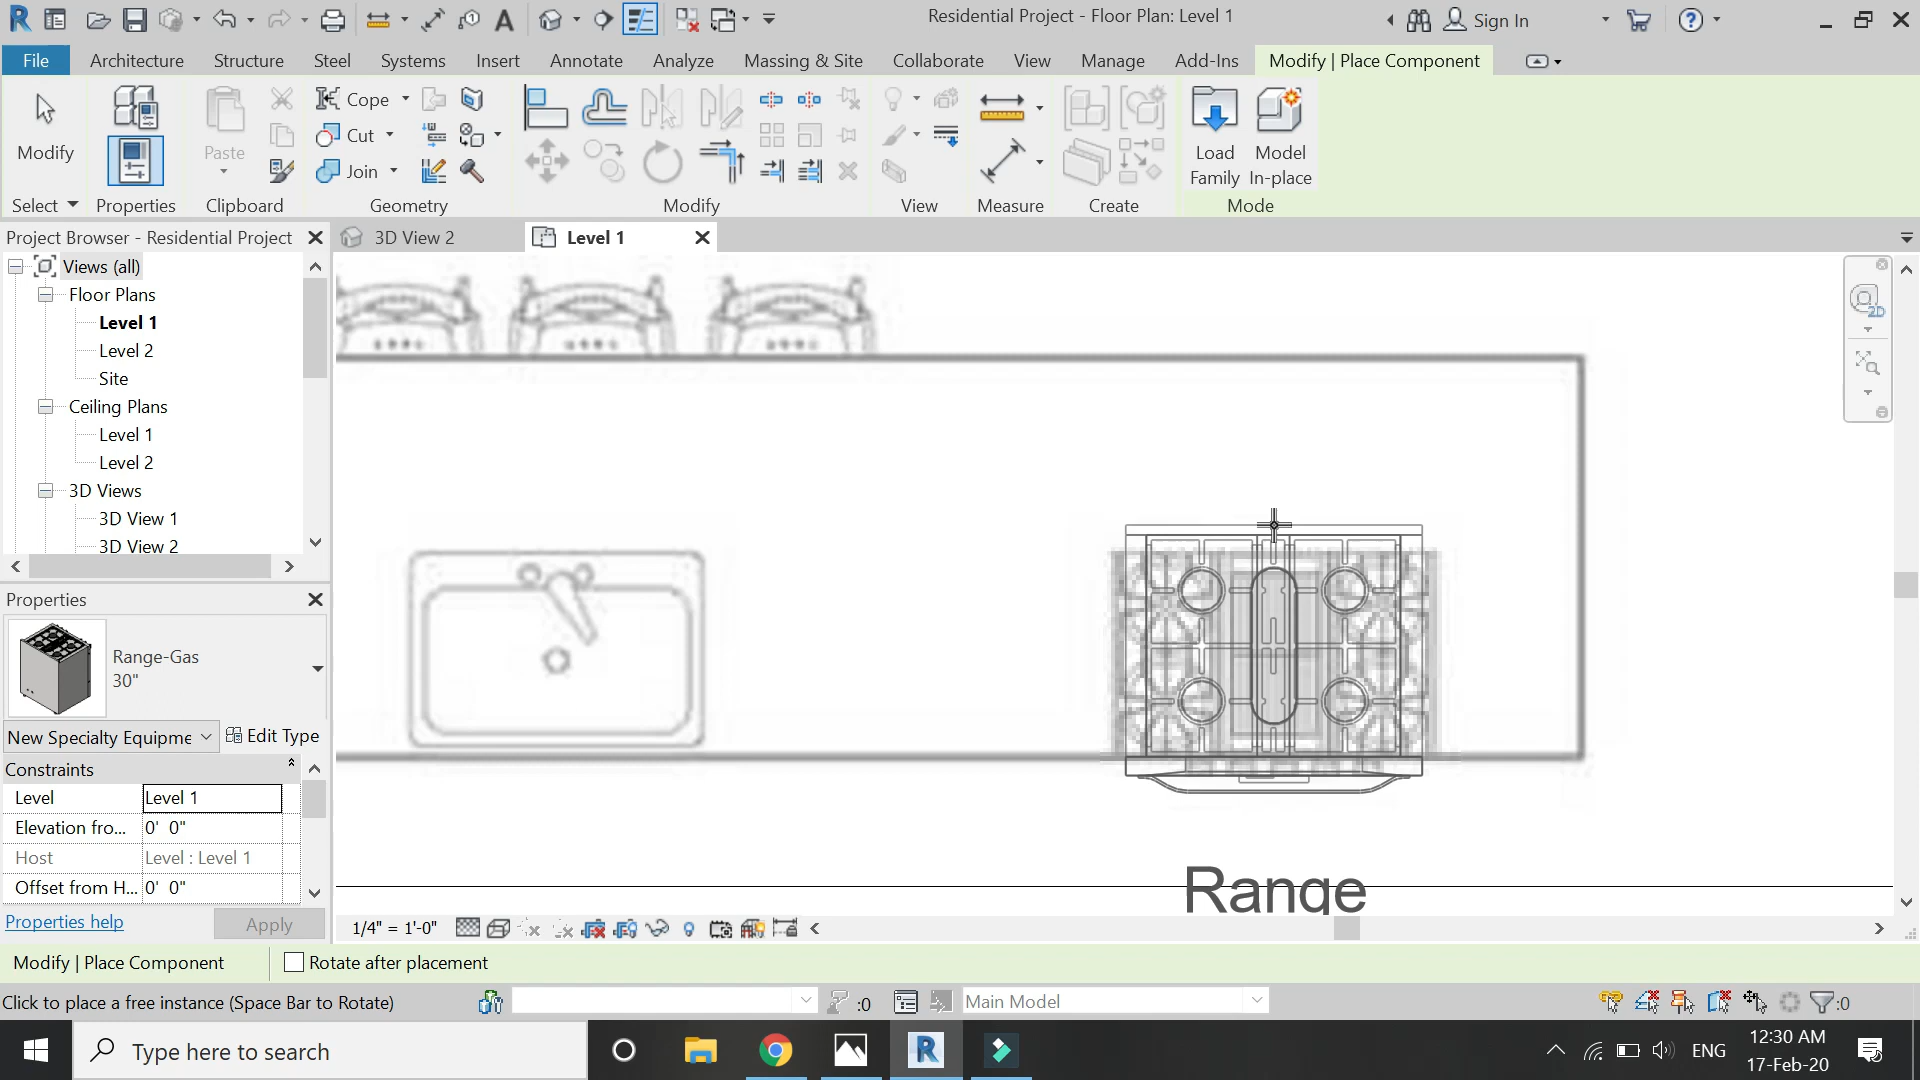 Residential Project - Floor Plan: Level 1
Sign In
File
Architecture
Structure
Steel
Systems
Insert
Annotate
Analyze
Massing & Site
Collaborate
View
Manage
Add-Ins
Modify | Place Component
Modify
Paste
Cope
Cut
Join
Load
Family
Model
In-place
Select
Properties
Clipboard
Geometry
Modify
View
Measure
Create
Mode
Project Browser - Residential Project
3D View 2
Level 1
Views (all)
Floor Plans
Level 1
Level 2
Site
Ceiling Plans
Level 1
Level 2
3D Views
3D View 1
3D View 2
2D
Properties
Range-Gas
30"
New Specialty Equipme
Edit Type
Constraints
Level
Level 1
Elevation fro...
0' 0"
Host
Level : Level 1
Offset from H...
0' 0"
Properties help
Apply
Range
1/4" = 1'-0"
Modify | Place Component
Rotate after placement
Click to place a free instance (Space Bar to Rotate)
:0
Main Model
:0
Type here to search
ENG
12:30 AM
17-Feb-20